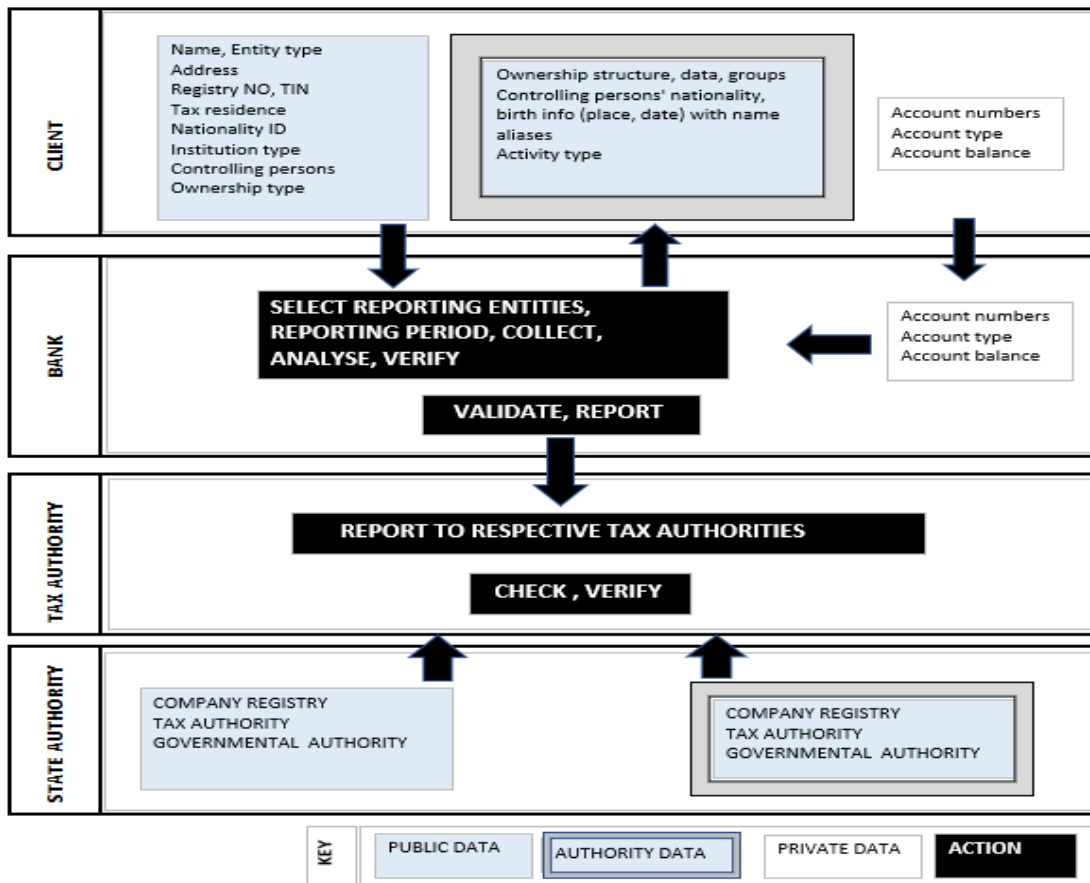 CLIENT
Name, Entity type
Address
Registry NO, TIN
Tax residence
Nationality ID
Institution type
Controlling persons
Ownership type
Ownership structure, data, groups
Controlling persons' nationality,
birth info (place, date) with name
aliases
Activity type
Account numbers
Account type
Account balance
BANK
SELECT REPORTING ENTITIES,
REPORTING PERIOD, COLLECT,
ANALYSE, VERIFY
Account numbers
Account type
Account balance
VALIDATE, REPORT
TAX AUTHORITY
REPORT TO RESPECTIVE TAX AUTHORITIES
CHECK , VERIFY
STATE AUTHORITY
COMPANY REGISTRY
TAX AUTHORITY
GOVERNMENTAL AUTHORITY
COMPANY REGISTRY
TAX AUTHORITY
GOVERNMENTAL AUTHORITY
KEY
PUBLIC DATA
AUTHORITY DATA
PRIVATE DATA
ACTION